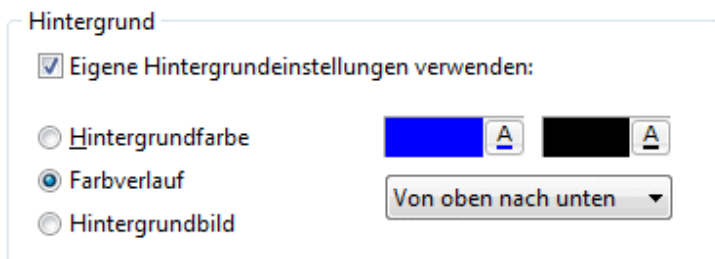 Hintergrund
Eigene Hintergrundeinstellungen verwenden:
Hintergrundfarbe A A
Farbverlauf
Von oben nach unten
Hintergrundbild